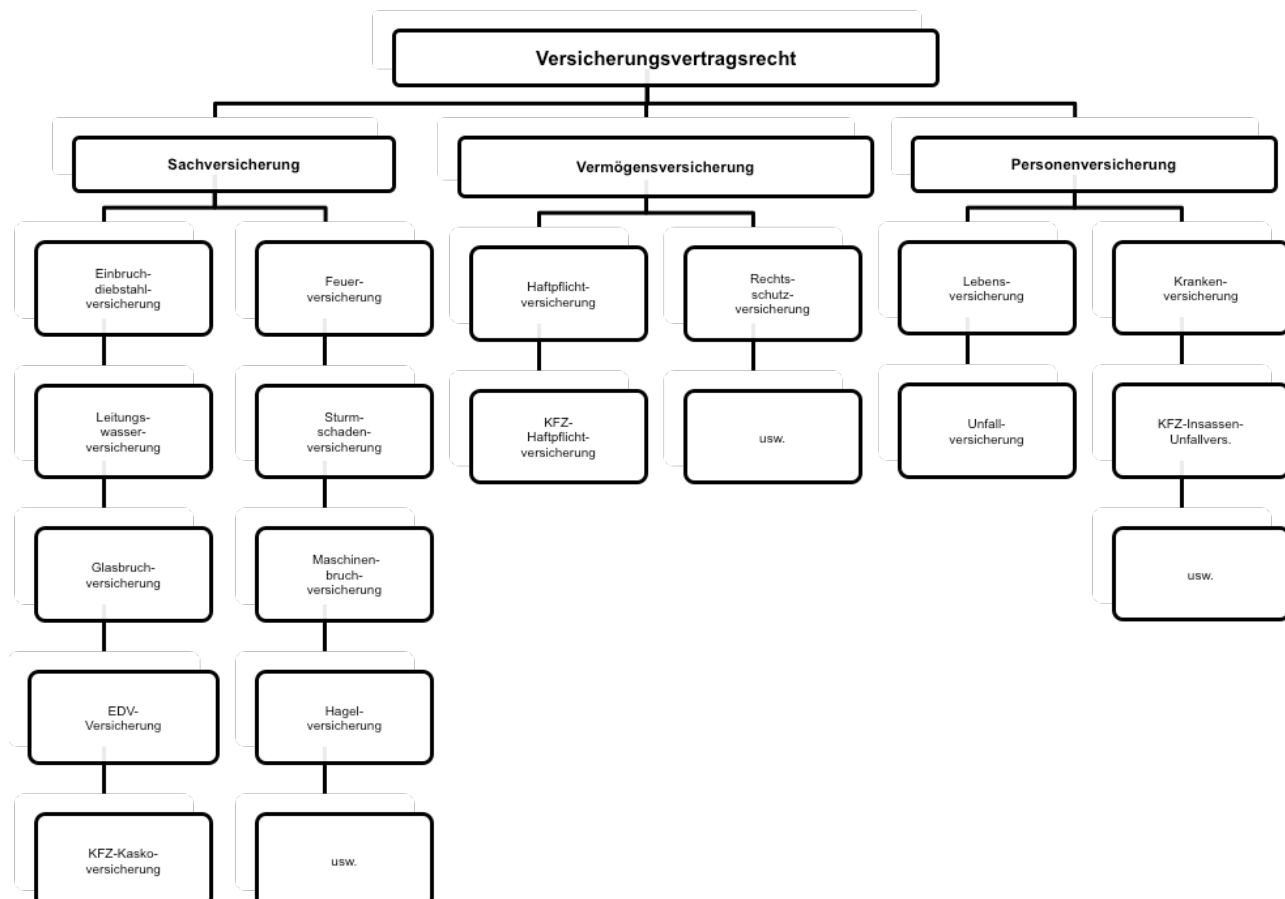 Versicherungsvertragsrecht
Sachversicherung
Vermögensversicherung
Personenversicherung
Einbruch-
diebstahl-
versicherung
Feuer-
versicherung
Haftpflicht-
versicherung
Rechts-
schutz-
versicherung
Lebens-
versicherung
Kranken-
versicherung
Leitungs-
wasser-
versicherung
Sturm-
schaden-
versicherung
KFZ-
Haftpflicht-
versicherung
usw.
Unfall-
versicherung
KFZ-Insassen-
Unfallvers.
Glasbruch-
versicherung
Maschinen-
bruch-
versicherung
usw.
EDV-
Versicherung
Hagel-
versicherung
KFZ-Kasko-
versicherung
usw.